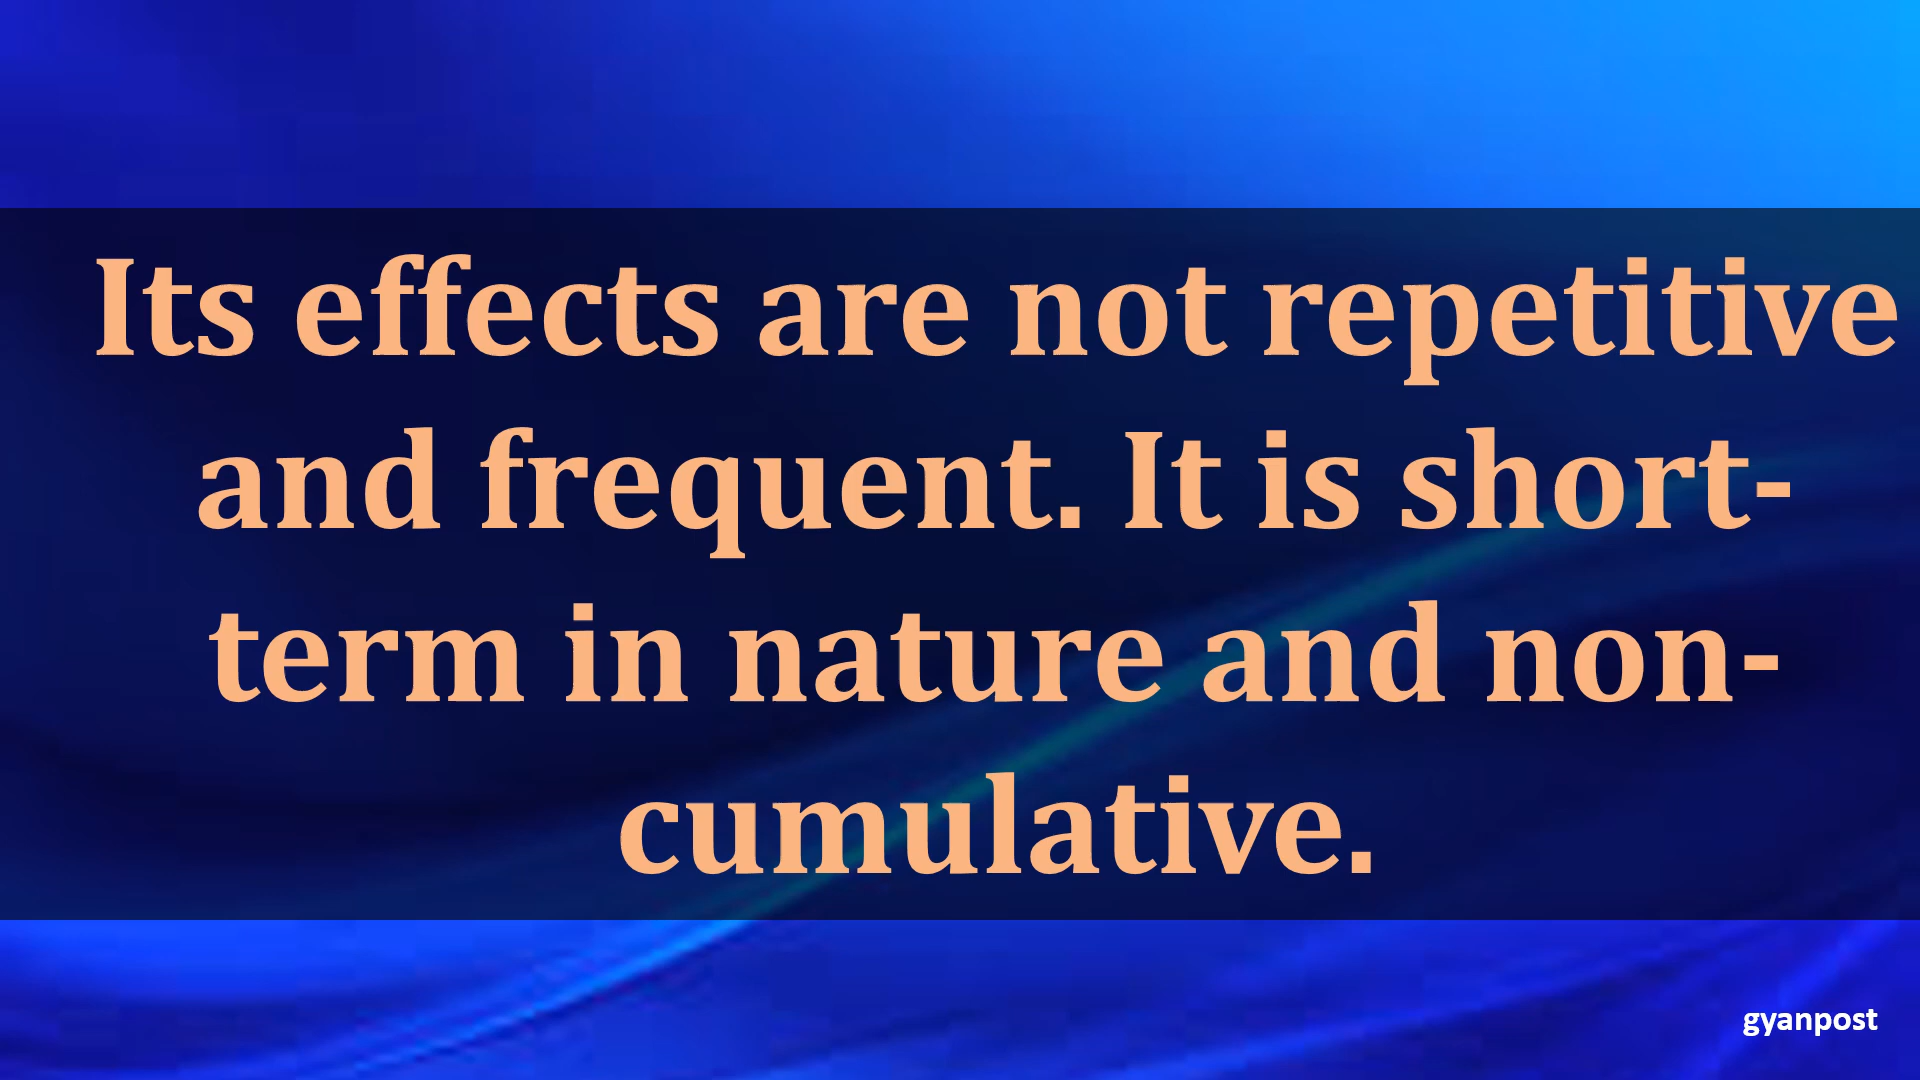 Its effects are not repetitive
and frequent. It is short-
term in nature and non-
cumulative.
gyanpost